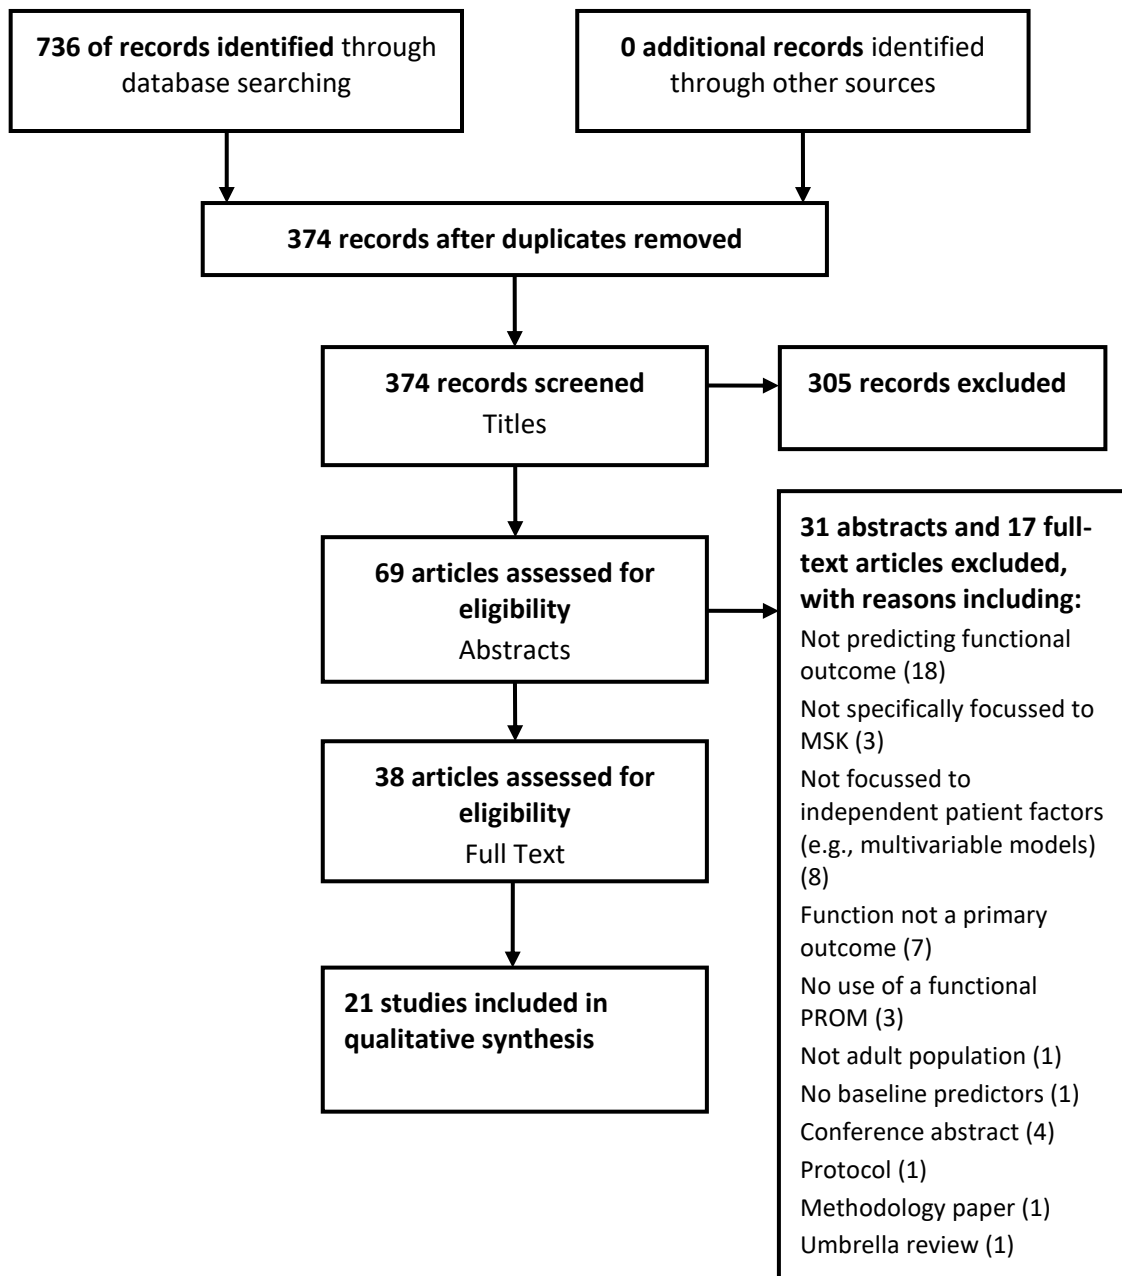 736 of records identified through
database searching
0 additional records identified
through other sources
374 records after duplicates removed
374 records screened
Titles
305 records excluded
69 articles assessed for
eligibility
Abstracts
31 abstracts and 17 full-
text articles excluded,
with reasons including:
Not predicting functional
outcome (18)
Not specifically focussed to
MSK (3)
Not focussed to
independent patient factors
(e.g., multivariable models)
(8)
Function not a primary
outcome (7)
No use of a functional
PROM (3)
Not adult population (1)
No baseline predictors (1)
Conference abstract (4)
Protocol (1)
Methodology paper (1)
Umbrella review (1)
38 articles assessed for
eligibility
Full Text
21 studies included in
qualitative synthesis